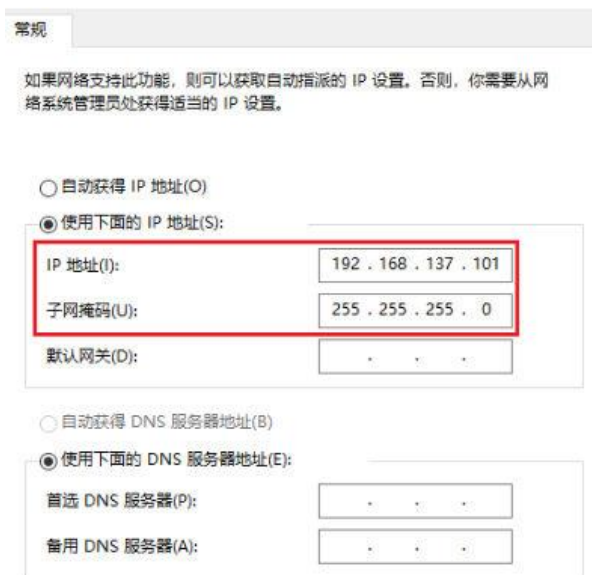 常规
如果网络支持此功能，则可以获取自动指派的 IP 设置。否则，你需要从网
络系统管理员处获得适当的 IP 设置。
自动获得 IP 地址(O)
使用下面的 IP 地址(S):
IP 地址(I): 192 . 168 . 137 . 101
子网掩码(U): 255 . 255 . 255 . 0
默认网关(D): . . .
自动获得 DNS 服务器地址(B)
使用下面的 DNS 服务器地址(E):
首选 DNS 服务器(P): . . .
备用 DNS 服务器(A): . . .